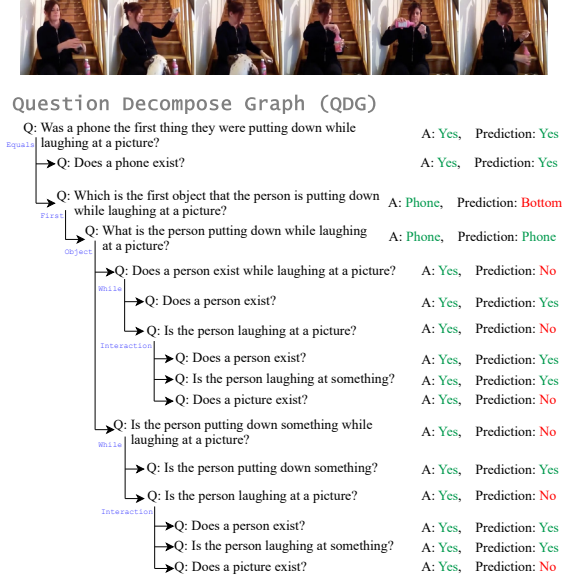 Question Decompose Graph (QDG)
Q: Was a phone the first thing they were putting down while
laughing at a picture?
A: Yes, Prediction: Yes
Equals
Q: Does a phone exist?
A: Yes, Prediction: Yes
Q: Which is the first object that the person is putting down
while laughing at a picture?
A: Phone, Prediction: Bottom
First
Q: What is the person putting down while laughing
at a picture?
A: Phone, Prediction: Phone
Object
Q: Does a person exist while laughing at a picture?
A: Yes, Prediction: No
While
Q: Does a person exist?
A: Yes, Prediction: Yes
Q: Is the person laughing at a picture?
A: Yes, Prediction: No
Interaction
Q: Does a person exist?
A: Yes, Prediction: Yes
Q: Is the person laughing at something?
A: Yes, Prediction: Yes
Q: Does a picture exist?
A: Yes, Prediction: No
Q: Is the person putting down something while
laughing at a picture?
A: Yes, Prediction: No
While
Q: Is the person putting down something?
A: Yes, Prediction: Yes
Q: Is the person laughing at a picture?
A: Yes, Prediction: No
Interaction
Q: Does a person exist?
A: Yes, Prediction: Yes
Q: Is the person laughing at something?
A: Yes, Prediction: Yes
Q: Does a picture exist?
A: Yes, Prediction: No